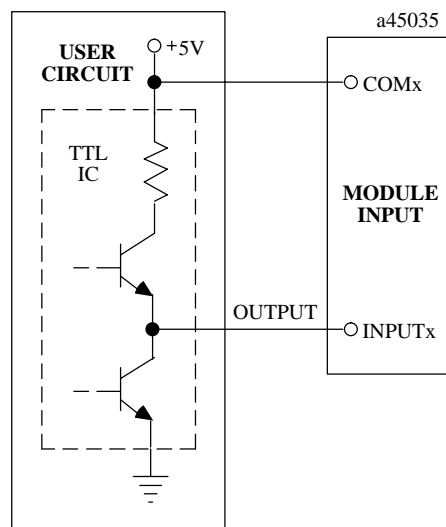 a45035
USER
CIRCUIT
+5V
COMx
TTL
IC
MODULE
INPUT
OUTPUT
INPUTx